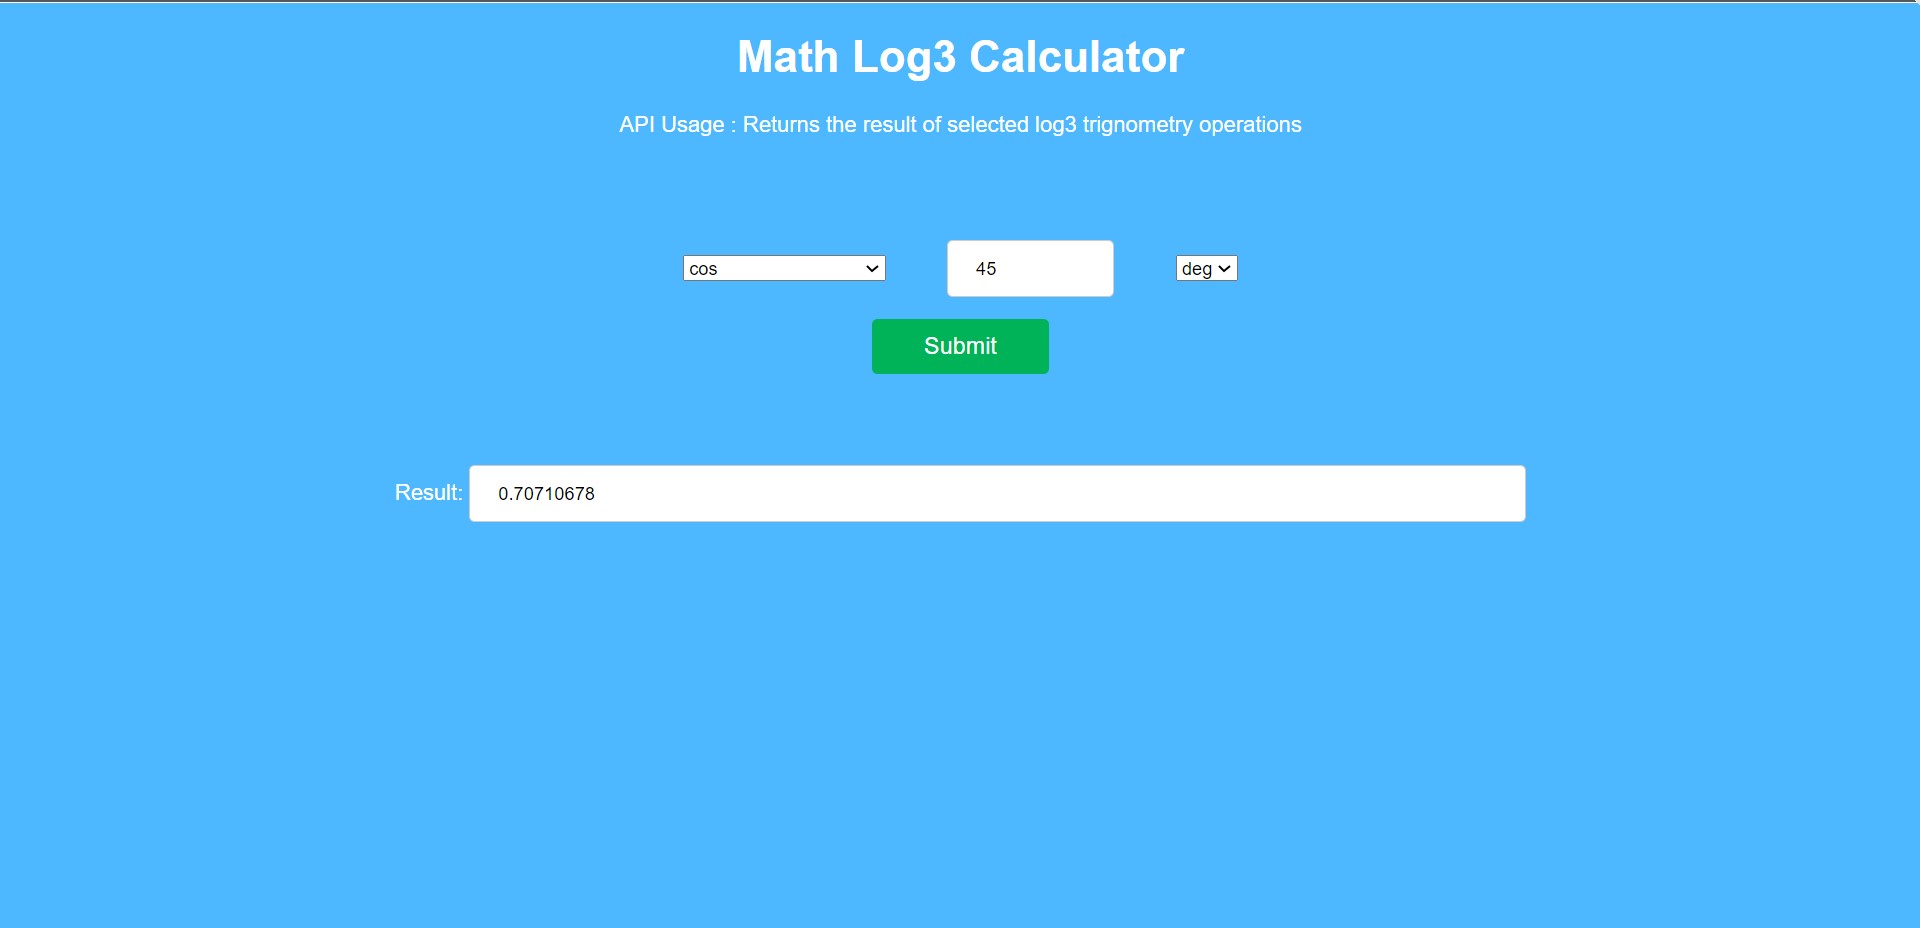 Math Log3 Calculator
API Usage : Returns the result of selected log3 trignometry operations
cos 45 deg
Submit
Result: 0.70710678